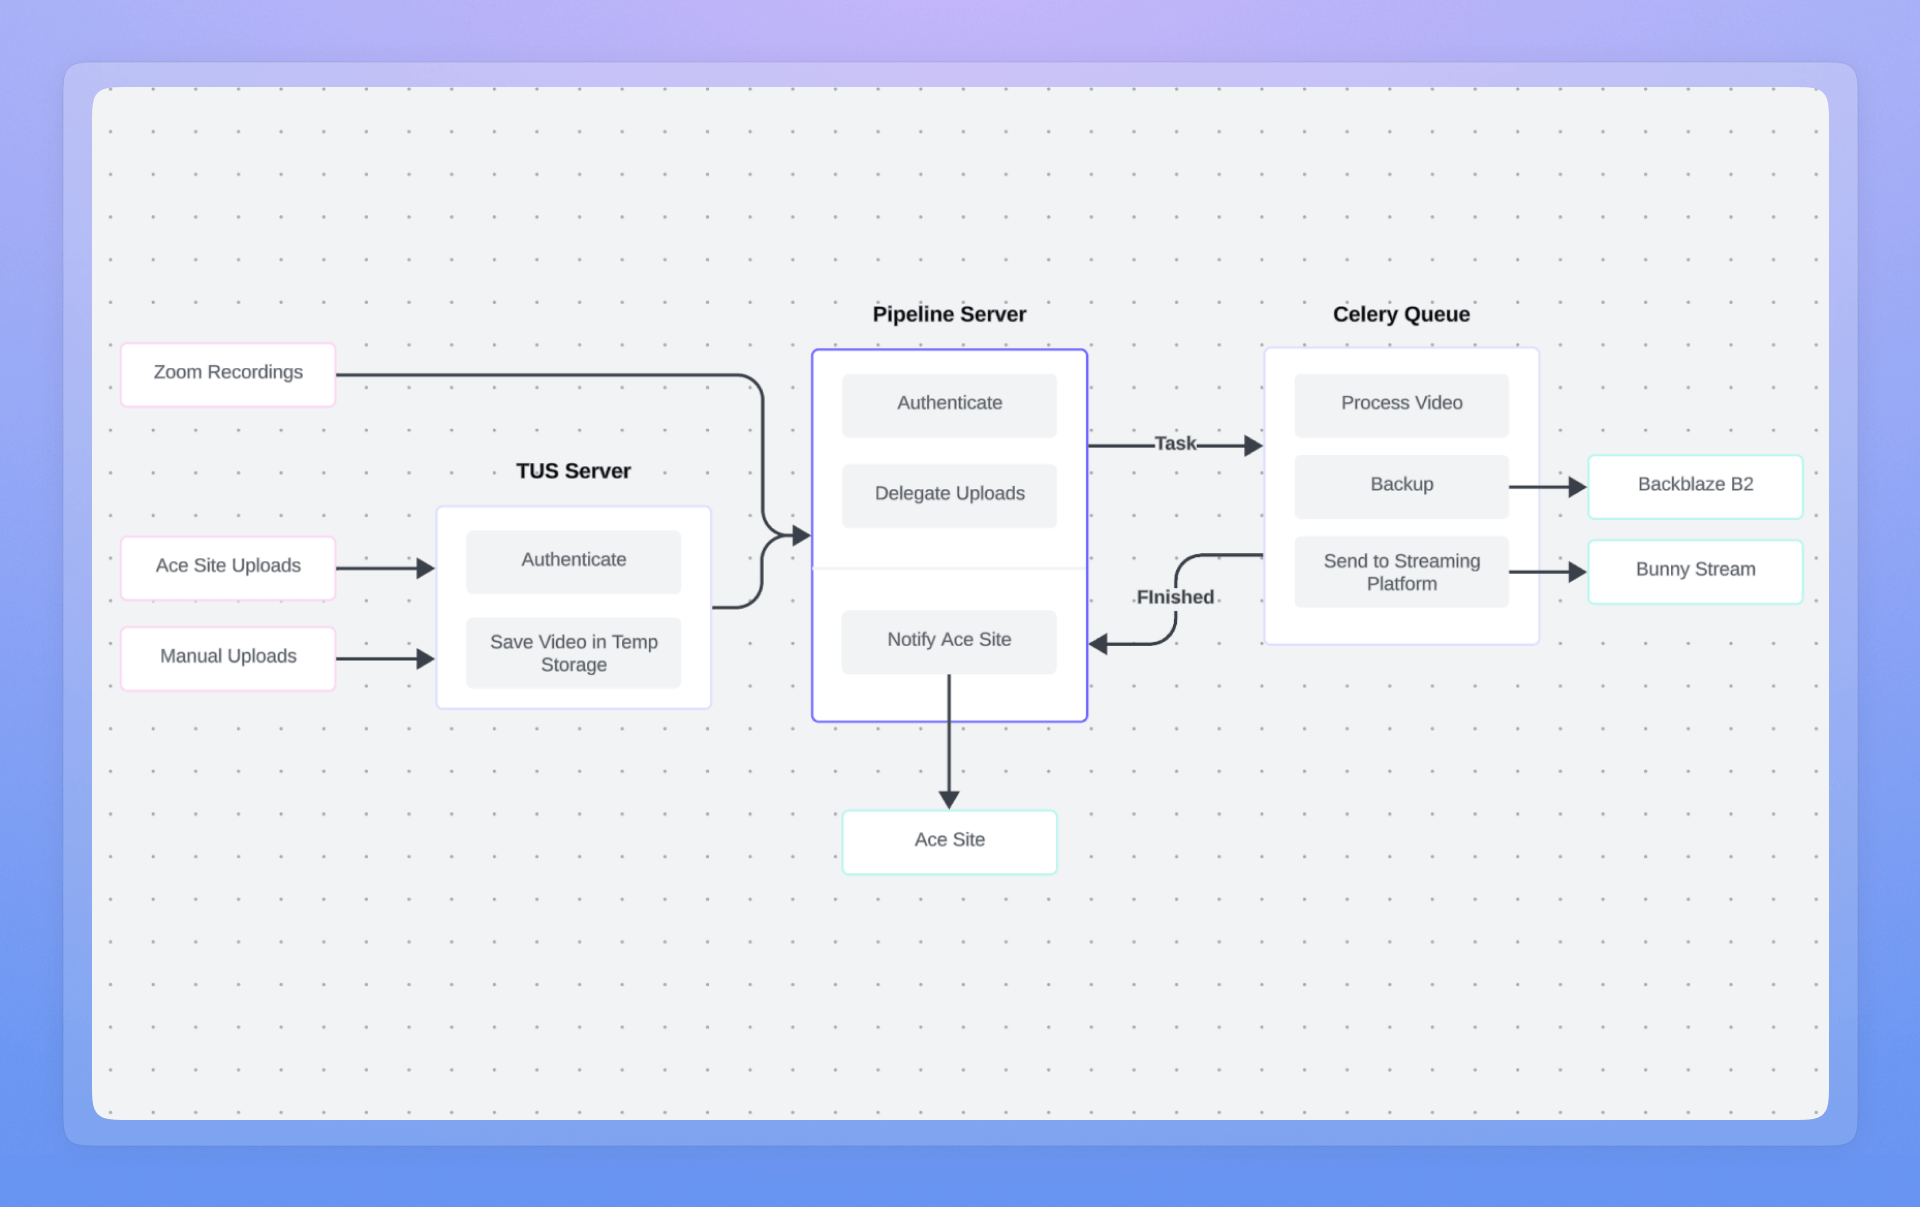 Pipeline Server
Celery Queue
Zoom Recordings
Authenticate
Process Video
Task
TUS Server
Delegate Uploads
Backup
Backblaze B2
Ace Site Uploads
Authenticate
Send to Streaming
Platform
Bunny Stream
FInished
Manual Uploads
Save Video in Temp
Storage
Notify Ace Site
Ace Site